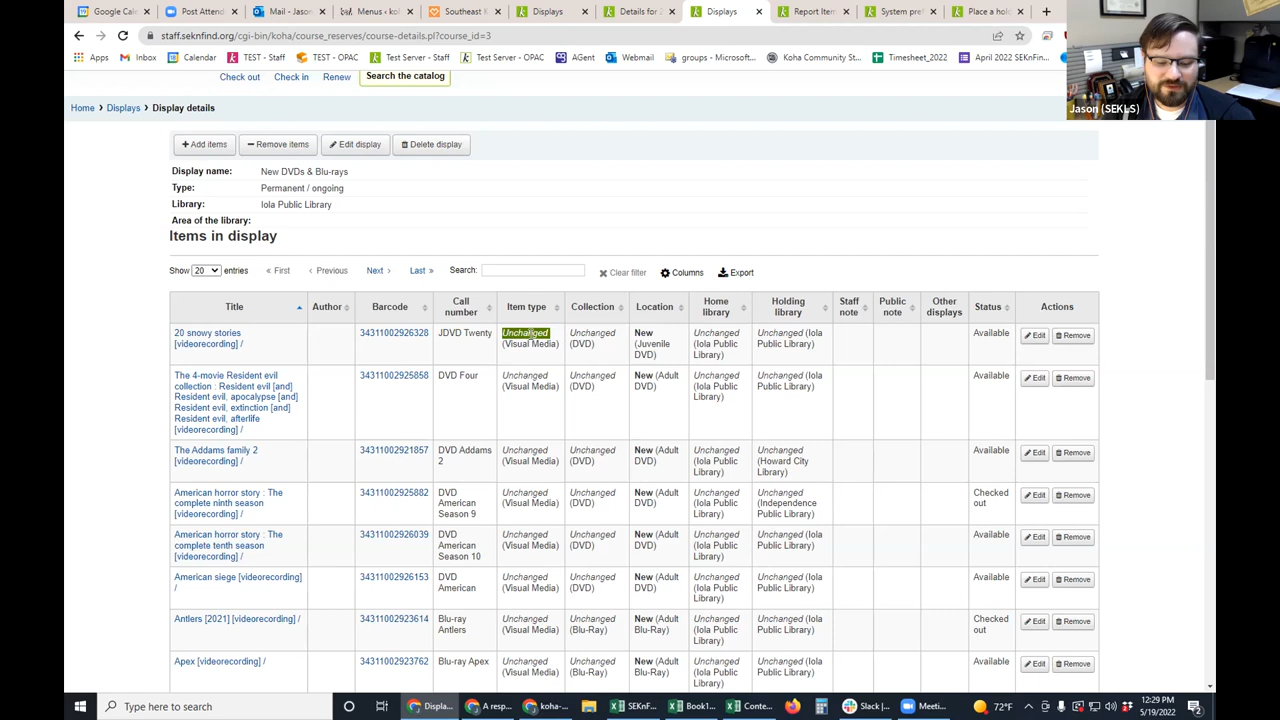 Google Cal
Post Attend
Mail - Jason
Menus ‹ ko
Southeast K
Displays
Details for 2
Displays
Report Item
System pref
Place a hold
staff.seknfind.org/cgi-bin/koha/course_reserves/course-details.pl?course_id=3
Apps Inbox Calendar TEST - Staff TEST - OPAC Test Server - Staff Test Server - OPAC AGent Webmail groups - Microsoft... Koha Community St... Timesheet_2022 April 2022 SEKnFin...
Jason (SEKLS)
Check out Check in Renew Search the catalog
Home › Displays › Display details
Add items Remove items Edit display Delete display
Display name: New DVDs & Blu-rays
Type: Permanent / ongoing
Library: Iola Public Library
Area of the library:
Items in display
Show 20 entries « First ‹ Previous Next › Last » Search: Clear filter Columns Export
Title Author Barcode Call number Item type Collection Location Home library Holding library Staff note Public note Other displays Status Actions
20 snowy stories [videorecording] / 34311002926328 JDVD Twenty Unchanged (Visual Media) Unchanged (DVD) New (Juvenile DVD) Unchanged (Iola Public Library) Unchanged (Iola Public Library) Available Edit Remove
The 4-movie Resident evil collection : Resident evil [and] Resident evil, apocalypse [and] Resident evil, extinction [and] Resident evil, afterlife [videorecording] / 34311002925858 DVD Four Unchanged (Visual Media) Unchanged (DVD) New (Adult DVD) Unchanged (Iola Public Library) Unchanged (Iola Public Library) Available Edit Remove
The Addams family 2 [videorecording] / 34311002921857 DVD Addams 2 Unchanged (Visual Media) Unchanged (DVD) New (Adult DVD) Unchanged (Iola Public Library) Unchanged (Howard City Library) Available Edit Remove
American horror story : The complete ninth season [videorecording] / 34311002925882 DVD American Season 9 Unchanged (Visual Media) Unchanged (DVD) New (Adult DVD) Unchanged (Iola Public Library) Unchanged (Independence Public Library) Checked out Edit Remove
American horror story : The complete tenth season [videorecording] / 34311002926039 DVD American Season 10 Unchanged (Visual Media) Unchanged (DVD) New (Adult DVD) Unchanged (Iola Public Library) Unchanged (Iola Public Library) Available Edit Remove
American siege [videorecording] / 34311002926153 DVD American Unchanged (Visual Media) Unchanged (DVD) New (Adult DVD) Unchanged (Iola Public Library) Unchanged (Iola Public Library) Available Edit Remove
Antlers [2021] [videorecording] / 34311002923614 Blu-ray Antlers Unchanged (Visual Media) Unchanged (Blu-Ray) New (Adult Blu-Ray) Unchanged (Iola Public Library) Unchanged (Iola Public Library) Checked out Edit Remove
Apex [videorecording] / 34311002923762 Blu-ray Apex Unchanged (Visual Media) Unchanged (Blu-Ray) New (Adult Blu-Ray) Unchanged (Iola Public Library) Unchanged (Iola Public Library) Available Edit Remove
Type here to search Displa... A resp... koha-... SEKnF... Book1... Conte... Slack |... Meeti... 72°F 12:29 PM
5/19/2022 2